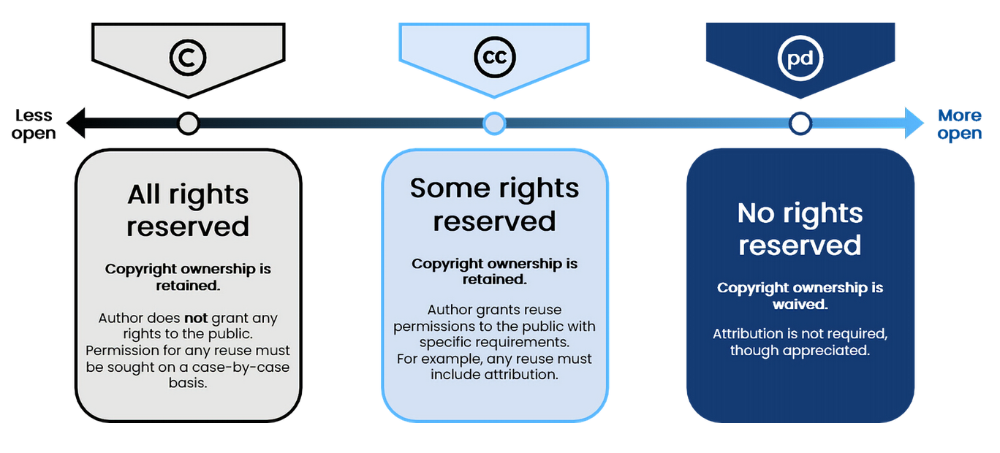 C
cc
pd
Less
open
More
open
All rights
reserved
Copyright ownership is
retained.
Author does not grant any
rights to the public.
Permission for any reuse must
be sought on a case-by-case
basis.
Some rights
reserved
Copyright ownership is
retained.
Author grants reuse
permissions to the public with
specific requirements.
For example, any reuse must
include attribution.
No rights
reserved
Copyright ownership is
waived.
Attribution is not required,
though appreciated.